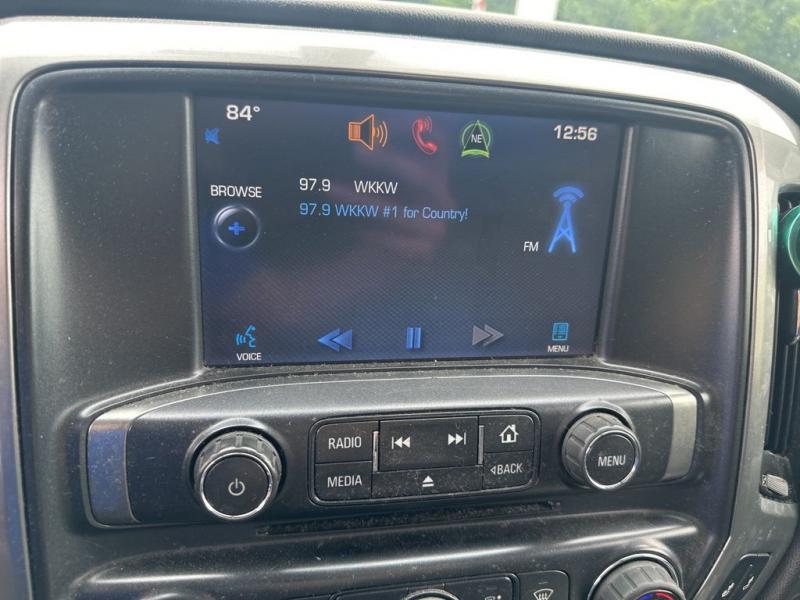 84°
NE
12:56
BROWSE
97.9 WKKW
97.9 WKKW #1 for Country!
FM
VOICE
MENU
RADIO
MEDIA
BACK
MENU